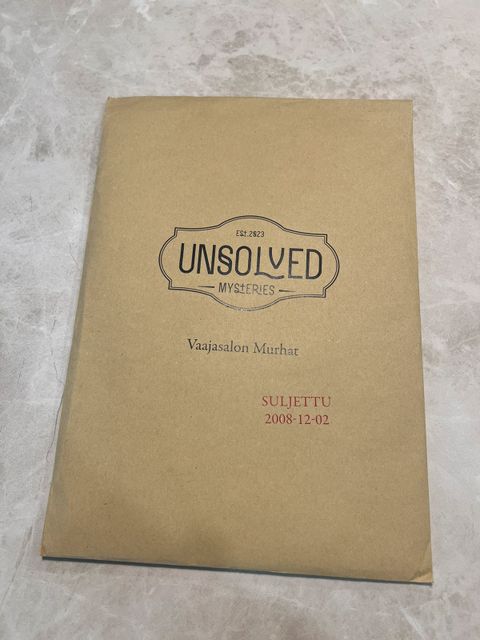 EST.2023
UNSOLVED
MYSTERIES
Vaajasalon Murhat
SULJETTU
2008-12-02